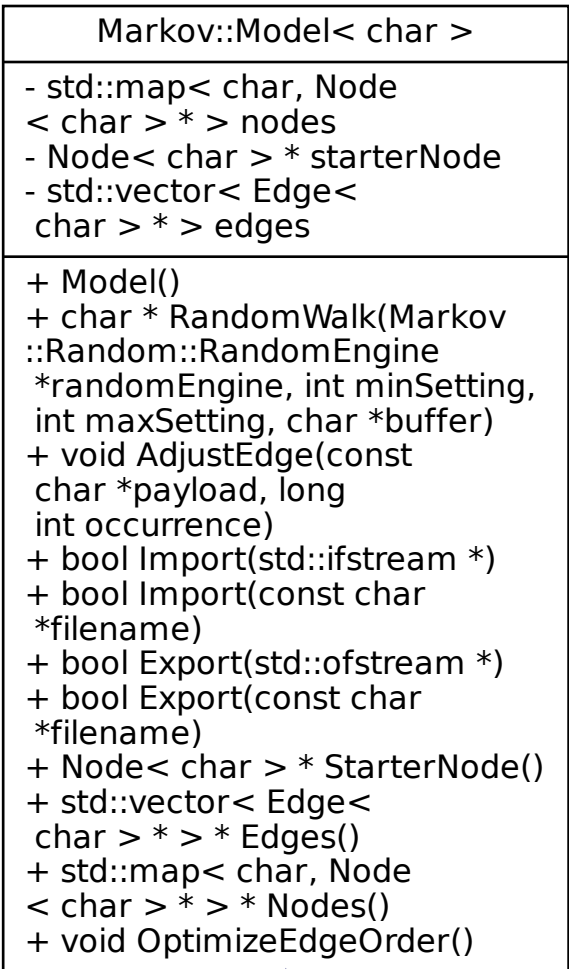 Markov::Model< char >
- std::map< char, Node
< char > * > nodes
- Node< char > * starterNode
- std::vector< Edge<
char > * > edges
+ Model()
+ char * RandomWalk(Markov
::Random::RandomEngine
*randomEngine, int minSetting,
int maxSetting, char *buffer)
+ void AdjustEdge(const
char *payload, long
int occurrence)
+ bool Import(std::ifstream *)
+ bool Import(const char
*filename)
+ bool Export(std::ofstream *)
+ bool Export(const char
*filename)
+ Node< char > * StarterNode()
+ std::vector< Edge<
char > * > * Edges()
+ std::map< char, Node
< char > * > * Nodes()
+ void OptimizeEdgeOrder()